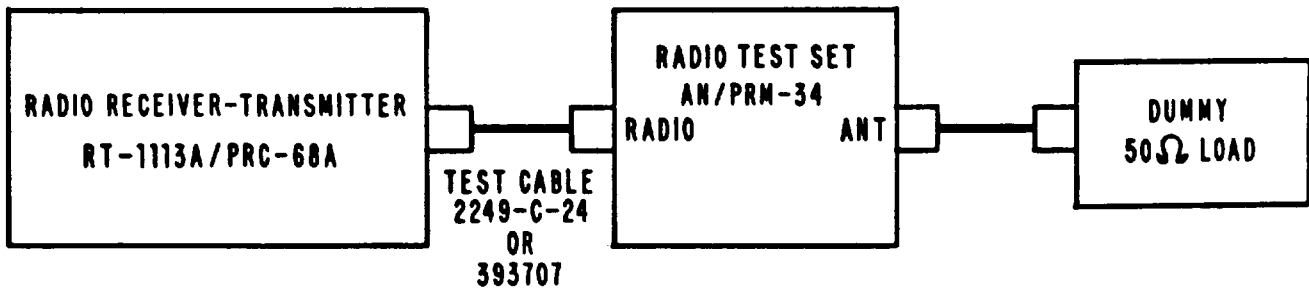 RADIO RECEIVER-TRANSMITTER
RT-1113A/PRC-68A
TEST CABLE
2249-C-24
OR
393707
RADIO TEST SET
AN/PRM-34
RADIO ANT
DUMMY
50Ω LOAD